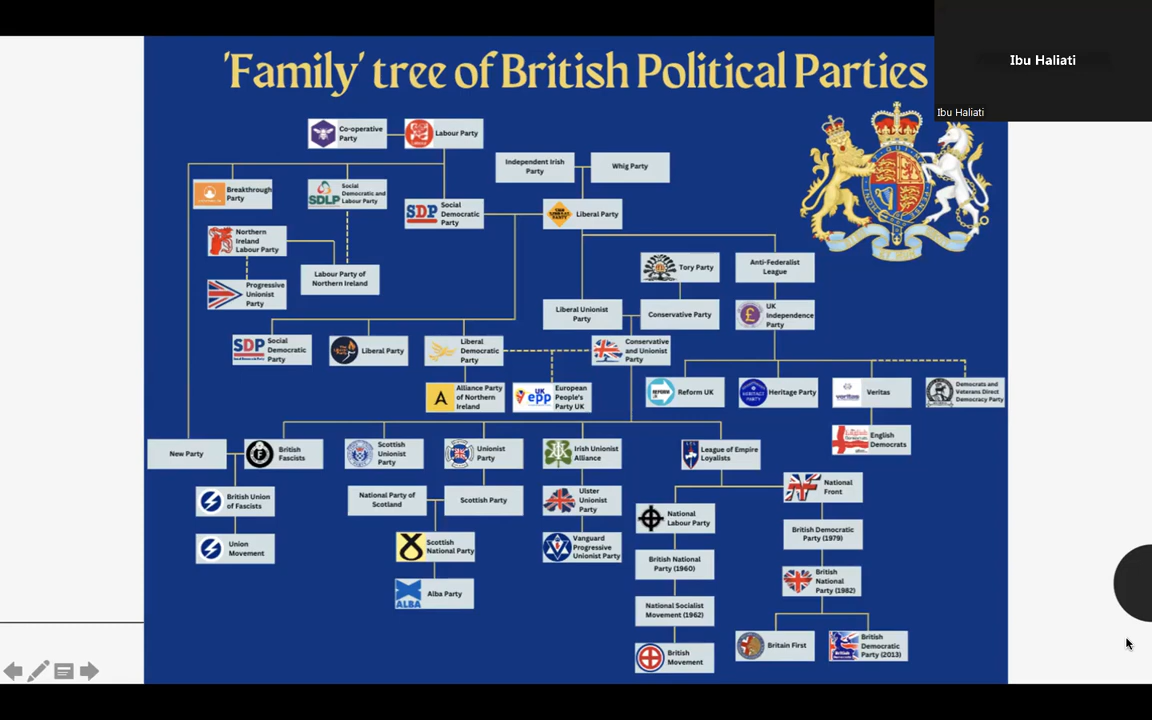 'Family' tree of British Political Parties
Ibu Haliati
Ibu Haliati
Co-operative
Party
Labour Party
Independent Irish
Party
Whig Party
Breakthrough
Party
SDLP
Social
Democratic and
Labour Party
SDP
Social
Democratic
Party
Liberal Party
Northern
Ireland
Labour Party
Labour Party of
Northern Ireland
Tory Party
Anti-Federalist
League
Progressive
Unionist
Party
Liberal Unionist
Party
Conservative Party
UK
Independence
Party
SDP
Social
Democratic
Party
Liberal Party
Liberal
Democratic
Party
Conservative
and Unionist
Party
A
Alliance Party
of Northern
Ireland
UK
epp
European
People's
Party UK
REFORM
UK
Reform UK
HERITAGE
PARTY
Heritage Party
veritas
Veritas
Democrats and
Veterans Direct
Democracy Party
English
Democrats
New Party
F
British
Fascists
Scottish
Unionist
Party
Unionist
Party
Irish Unionist
Alliance
League of Empire
Loyalists
British Union
of Fascists
National Party of
Scotland
Scottish Party
Ulster
Unionist
Party
National
Front
National
Labour Party
British Democratic
Party (1979)
Union
Movement
Scottish
National Party
Vanguard
Progressive
Unionist Party
British National
Party (1960)
British
National
Party (1982)
ALBA
Alba Party
National Socialist
Movement (1962)
British
Movement
Britain First
British
Democratic
Party (2013)